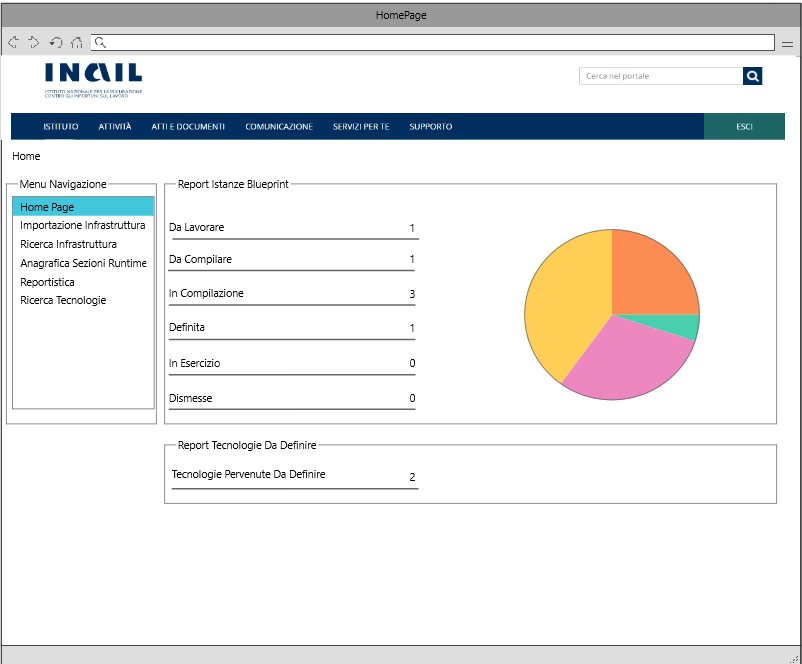 HomePage
INAIL
ISTITUTO NAZIONALE PER L'ASSICURAZIONE
CONTRO GLI INFORTUNI SUL LAVORO
Cerca nel portale
ISTITUTO ATTIVITÀ ATTI E DOCUMENTI COMUNICAZIONE SERVIZI PER TE SUPPORTO ESCI
Home
Menu Navigazione
Home Page
Importazione Infrastruttura
Ricerca Infrastruttura
Anagrafica Sezioni Runtime
Reportistica
Ricerca Tecnologie
Report Istanze Blueprint
Da Lavorare 1
Da Compilare 1
In Compilazione 3
Definita 1
In Esercizio 0
Dismesse 0
Report Tecnologie Da Definire
Tecnologie Pervenute Da Definire 2